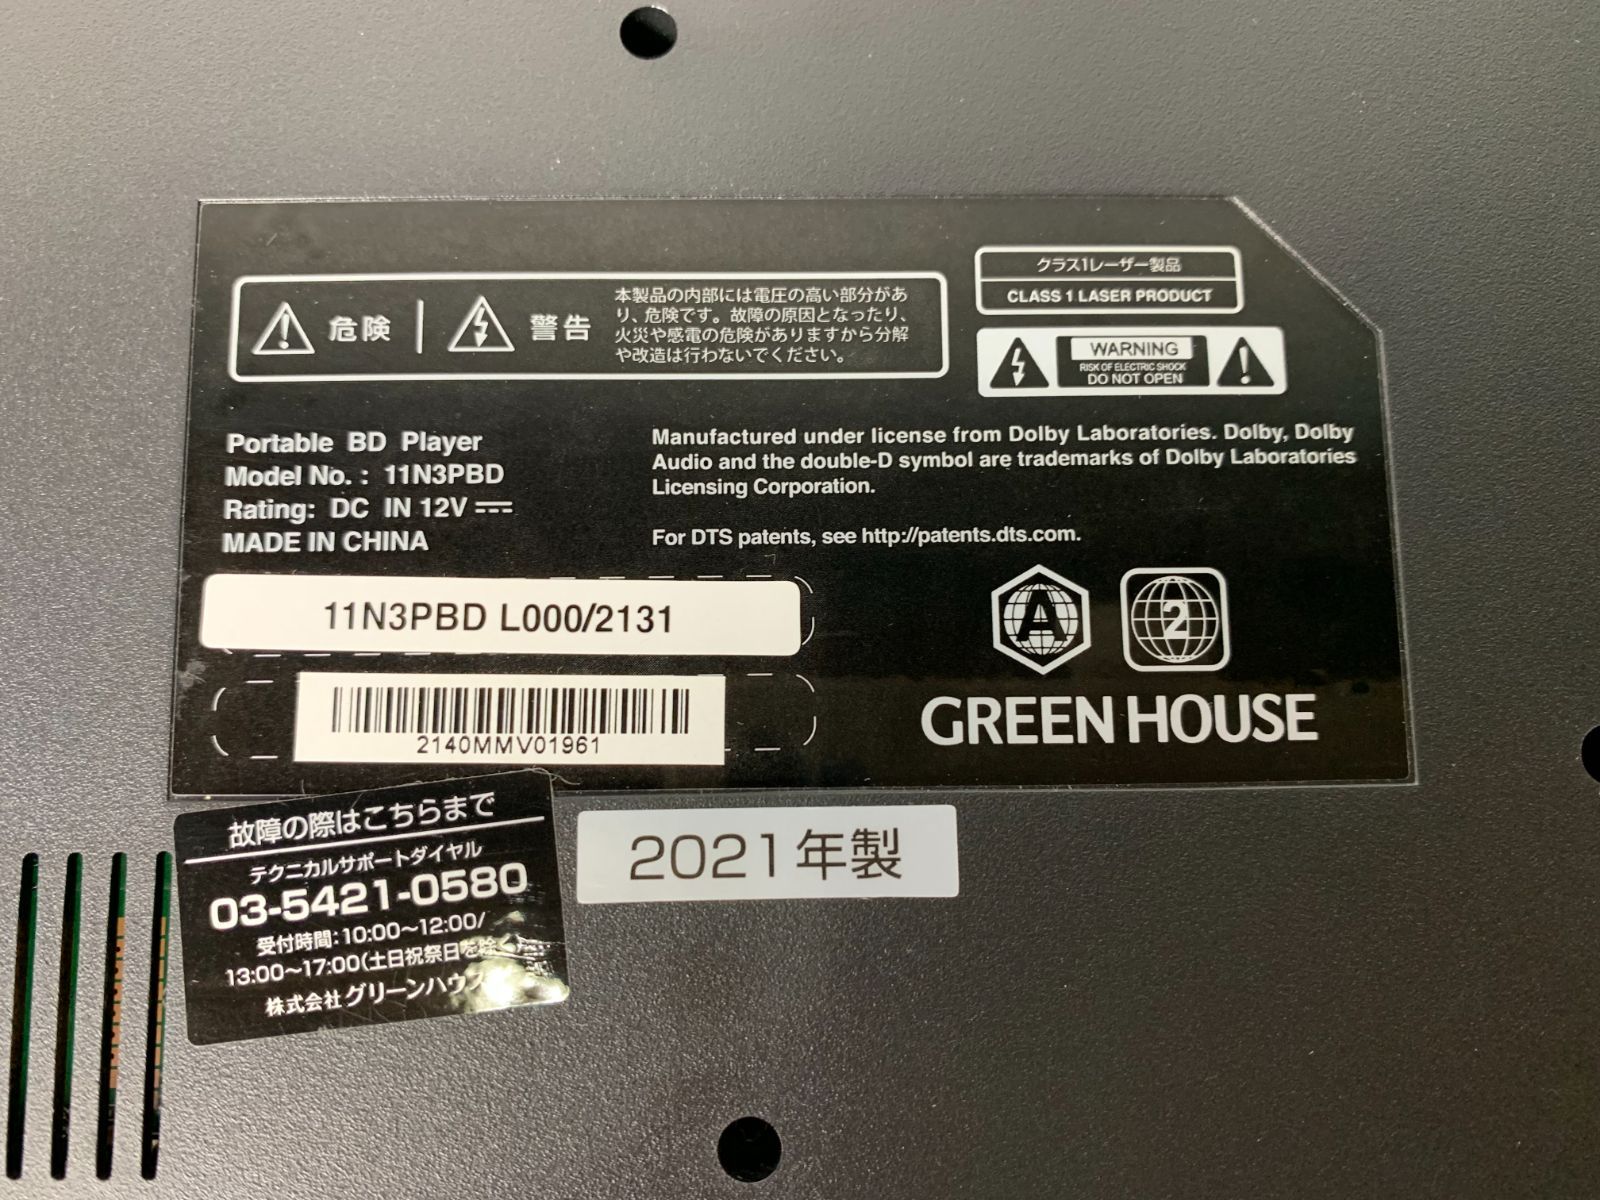 危険
警告
本製品の内部には電圧の高い部分があ
り、危険です。故障の原因となったり、
火災や感電の危険がありますから分解
や改造は行わないでください。
クラス1レーザー製品
CLASS 1 LASER PRODUCT
WARNING
RISK OF ELECTRIC SHOCK
DO NOT OPEN
Portable BD Player
Model No. : 11N3PBD
Rating: DC IN 12V ⎓
MADE IN CHINA
Manufactured under license from Dolby Laboratories. Dolby, Dolby
Audio and the double-D symbol are trademarks of Dolby Laboratories
Licensing Corporation.
For DTS patents, see http://patents.dts.com.
11N3PBD L000/2131
2140MMV01961
A
2
GREEN HOUSE
故障の際はこちらまで
テクニカルサポートダイヤル
03-5421-0580
受付時間:10:00〜12:00/
13:00〜17:00(土日祝祭日を除く)
株式会社グリーンハウス
2021年製